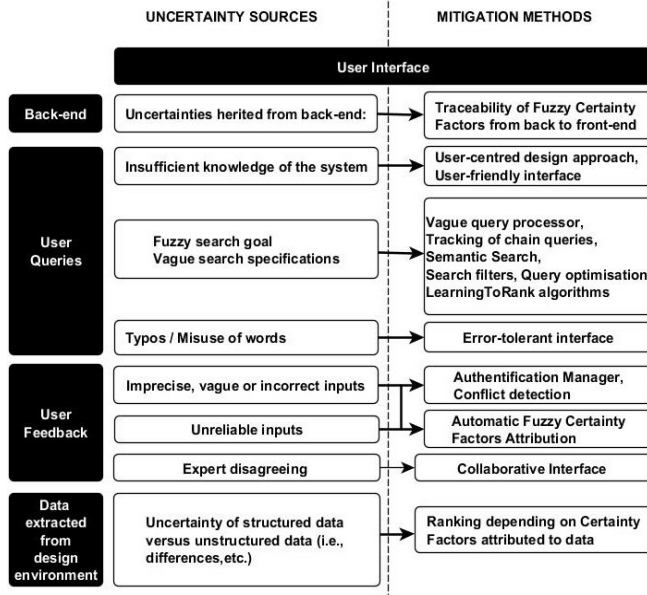 UNCERTAINTY SOURCES
MITIGATION METHODS
User Interface
Back-end
Uncertainties herited from back-end:
Traceability of Fuzzy Certainty
Factors from back to front-end
User
Queries
Insufficient knowledge of the system
User-centred design approach,
User-friendly interface
Fuzzy search goal
Vague search specifications
Vague query processor,
Tracking of chain queries,
Semantic Search,
Search filters, Query optimisation
LearningToRank algorithms
Typos / Misuse of words
Error-tolerant interface
User
Feedback
Imprecise, vague or incorrect inputs
Authentification Manager,
Conflict detection
Unreliable inputs
Automatic Fuzzy Certainty
Factors Attribution
Expert disagreeing
Collaborative Interface
Data
extracted
from
design
environment
Uncertainty of structured data
versus unstructured data (i.e.,
differences,etc.)
Ranking depending on Certainty
Factors attributed to data